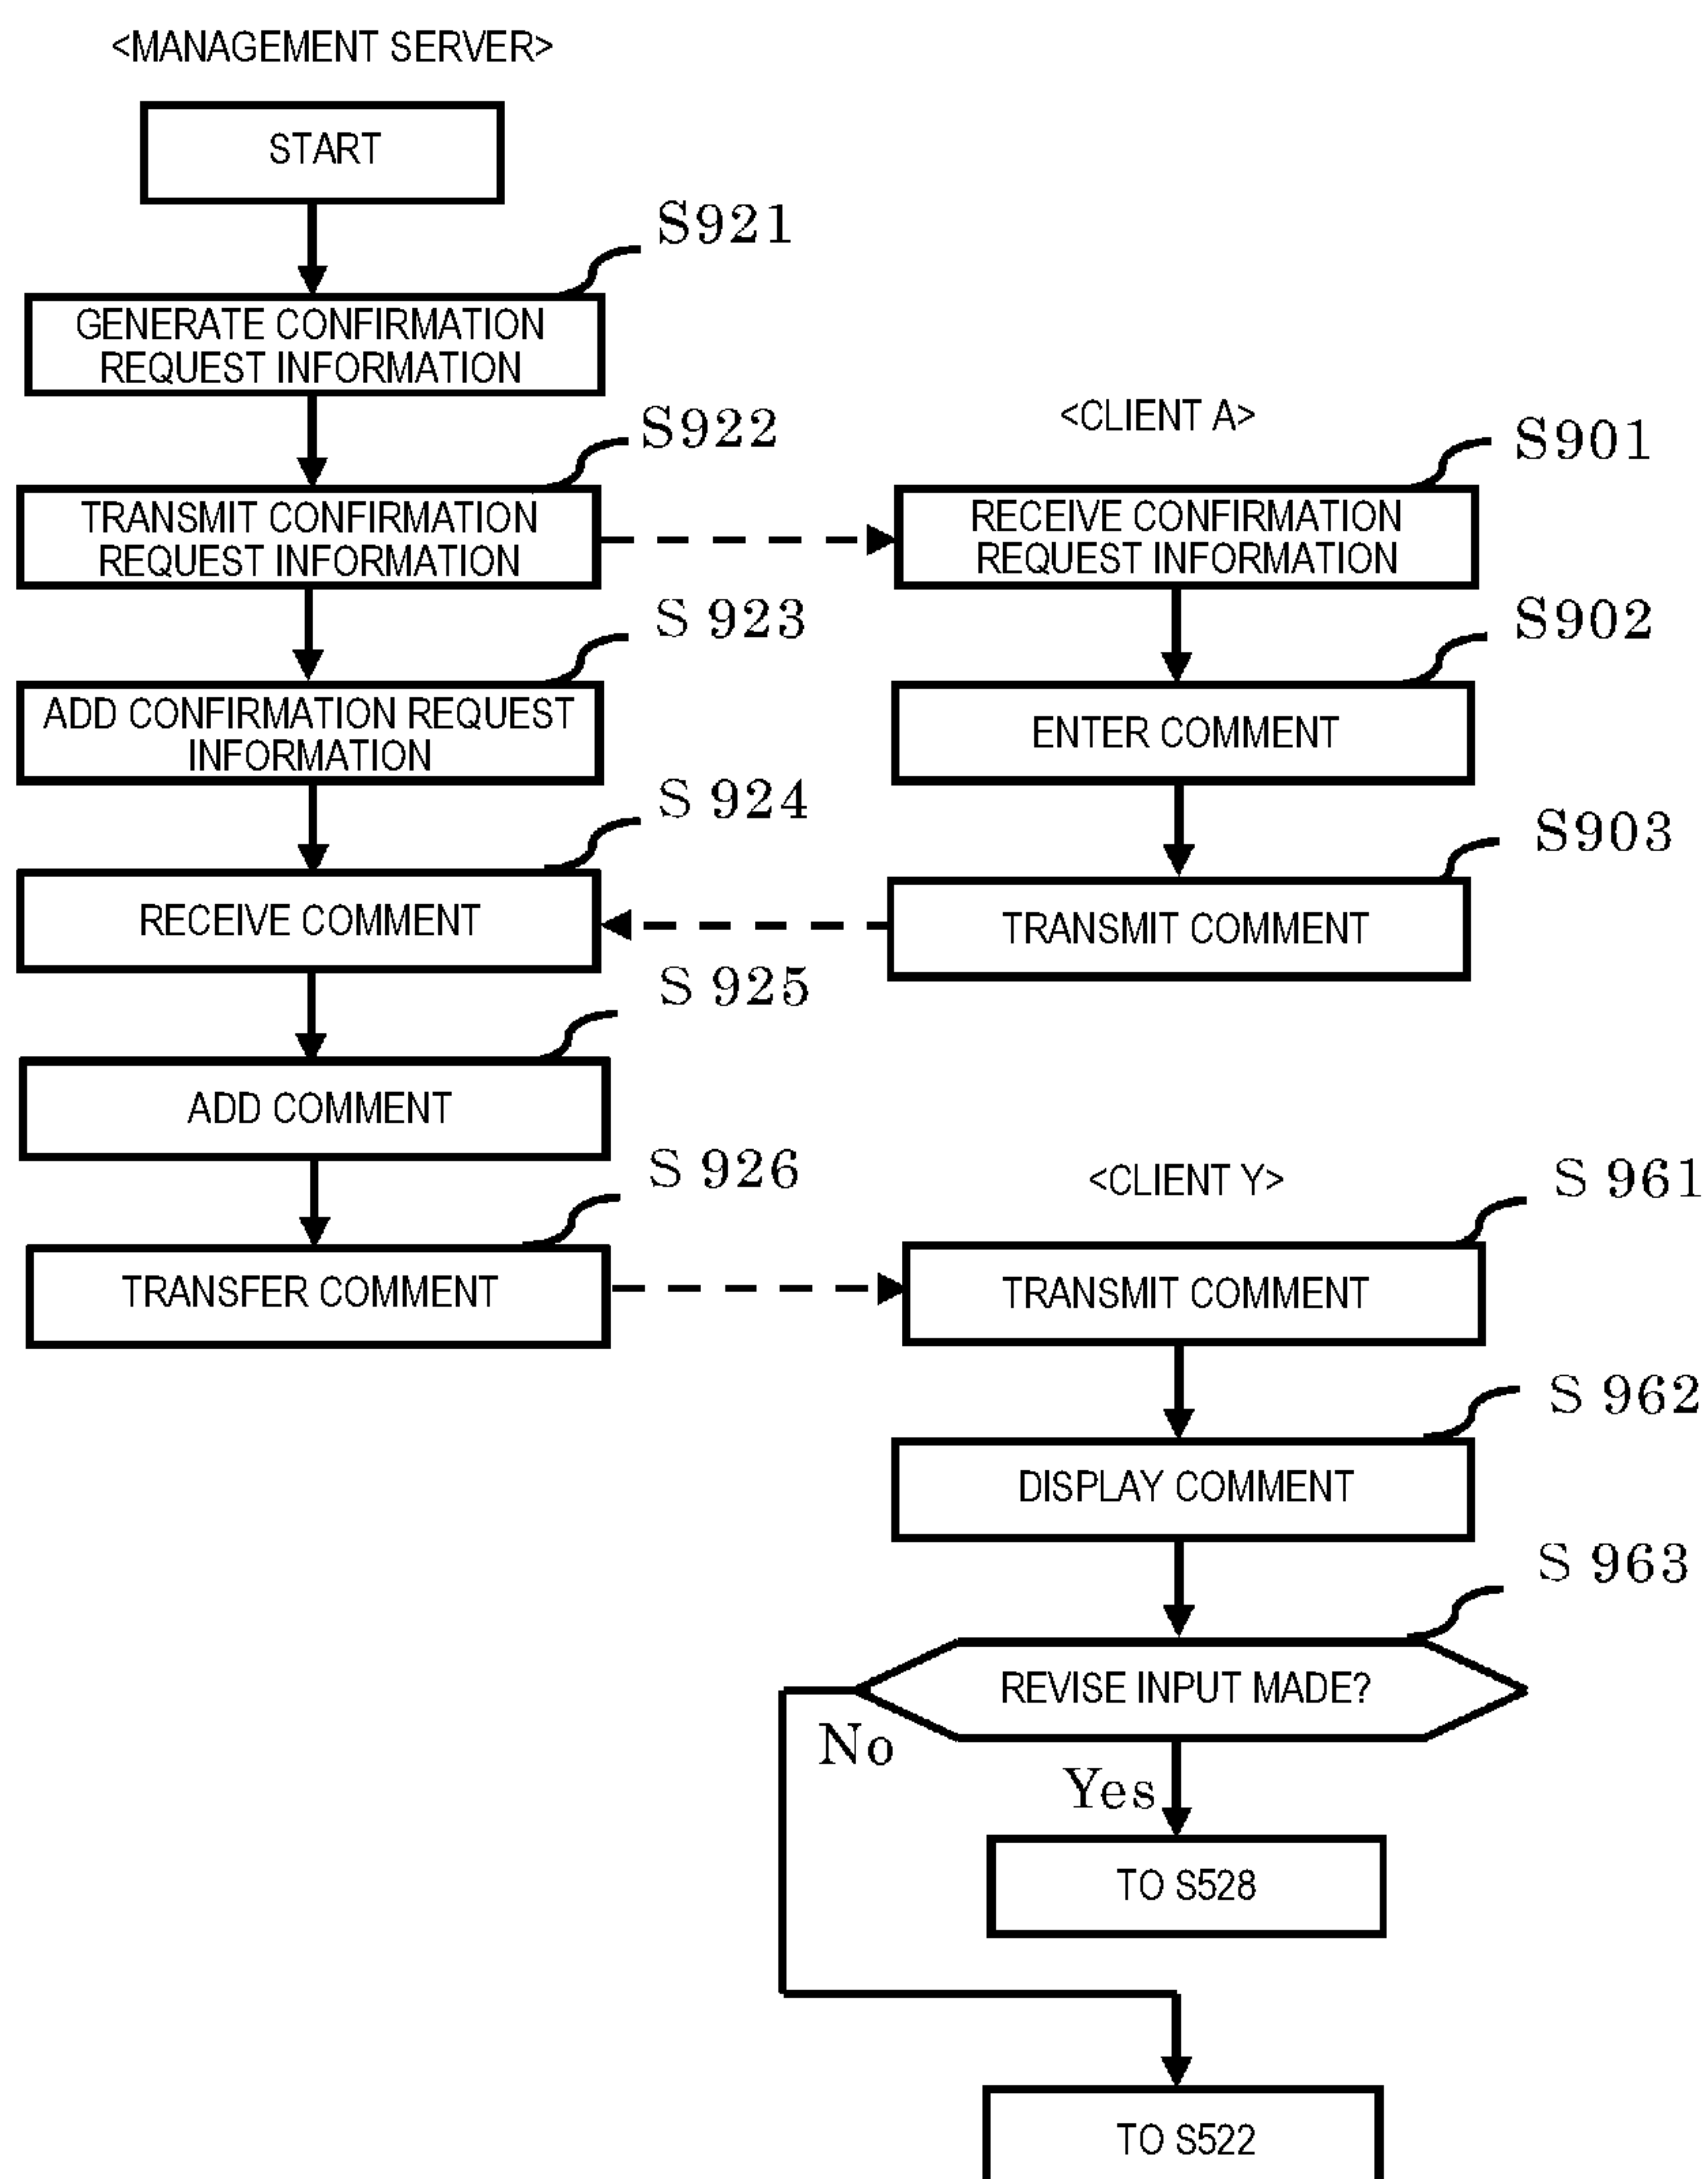 <MANAGEMENT SERVER>
START
S921
GENERATE CONFIRMATION
REQUEST INFORMATION
S922
TRANSMIT CONFIRMATION
REQUEST INFORMATION
S 923
ADD CONFIRMATION REQUEST
INFORMATION
S 924
RECEIVE COMMENT
S 925
ADD COMMENT
S 926
TRANSFER COMMENT
<CLIENT A>
S901
RECEIVE CONFIRMATION
REQUEST INFORMATION
S902
ENTER COMMENT
S903
TRANSMIT COMMENT
<CLIENT Y>
S 961
TRANSMIT COMMENT
S 962
DISPLAY COMMENT
S 963
REVISE INPUT MADE?
No
Yes
TO S528
TO S522